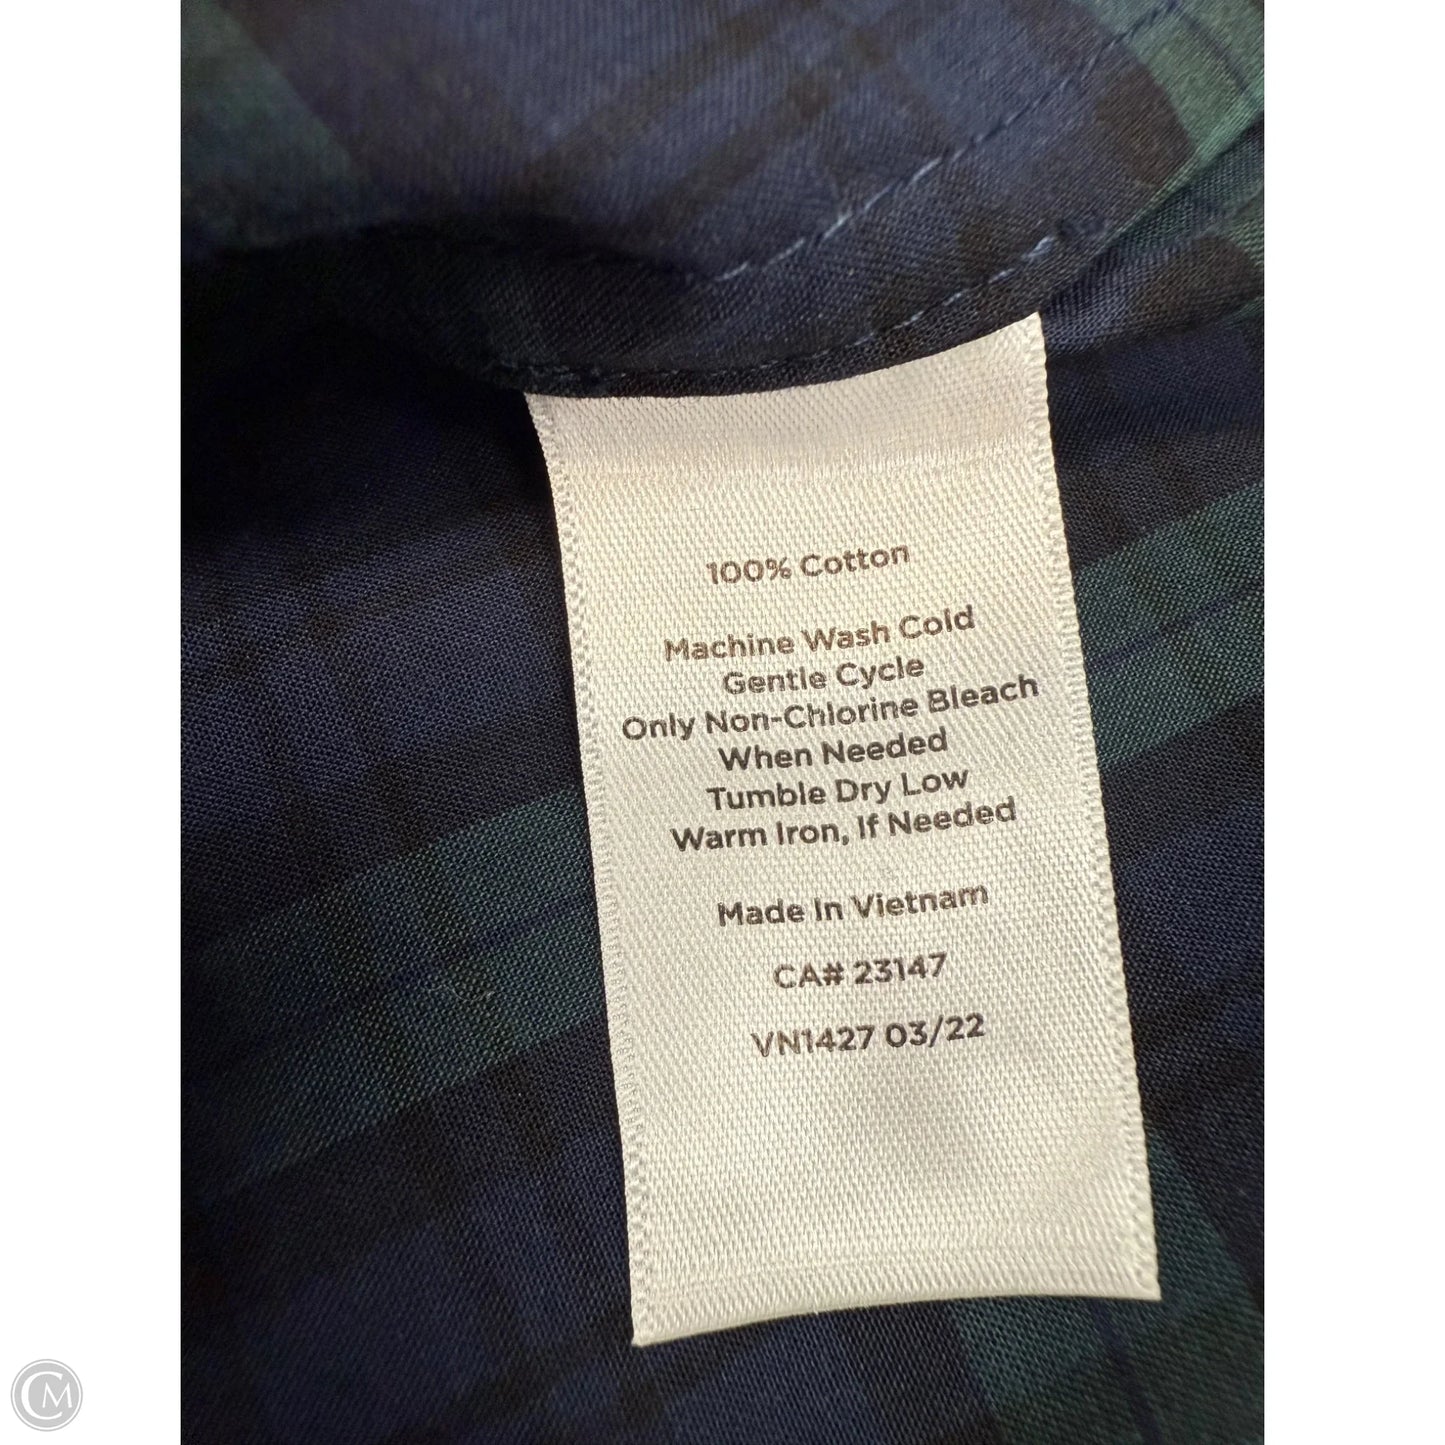 100% Cotton
Machine Wash Cold
Gentle Cycle
Only Non-Chlorine Bleach
When Needed
Tumble Dry Low
Warm Iron, If Needed
Made In Vietnam
CA# 23147
VN1427 03/22
CM